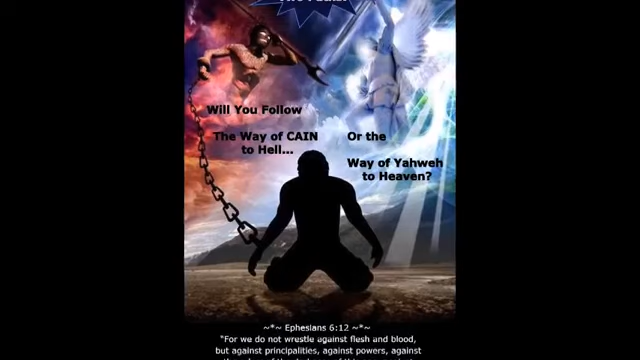 Will You Follow
The Way of CAIN
to Hell...
Or the
Way of Yahweh
to Heaven?
~*~ Ephesians 6:12 ~*~
"For we do not wrestle against flesh and blood,
but against principalities, against powers, against